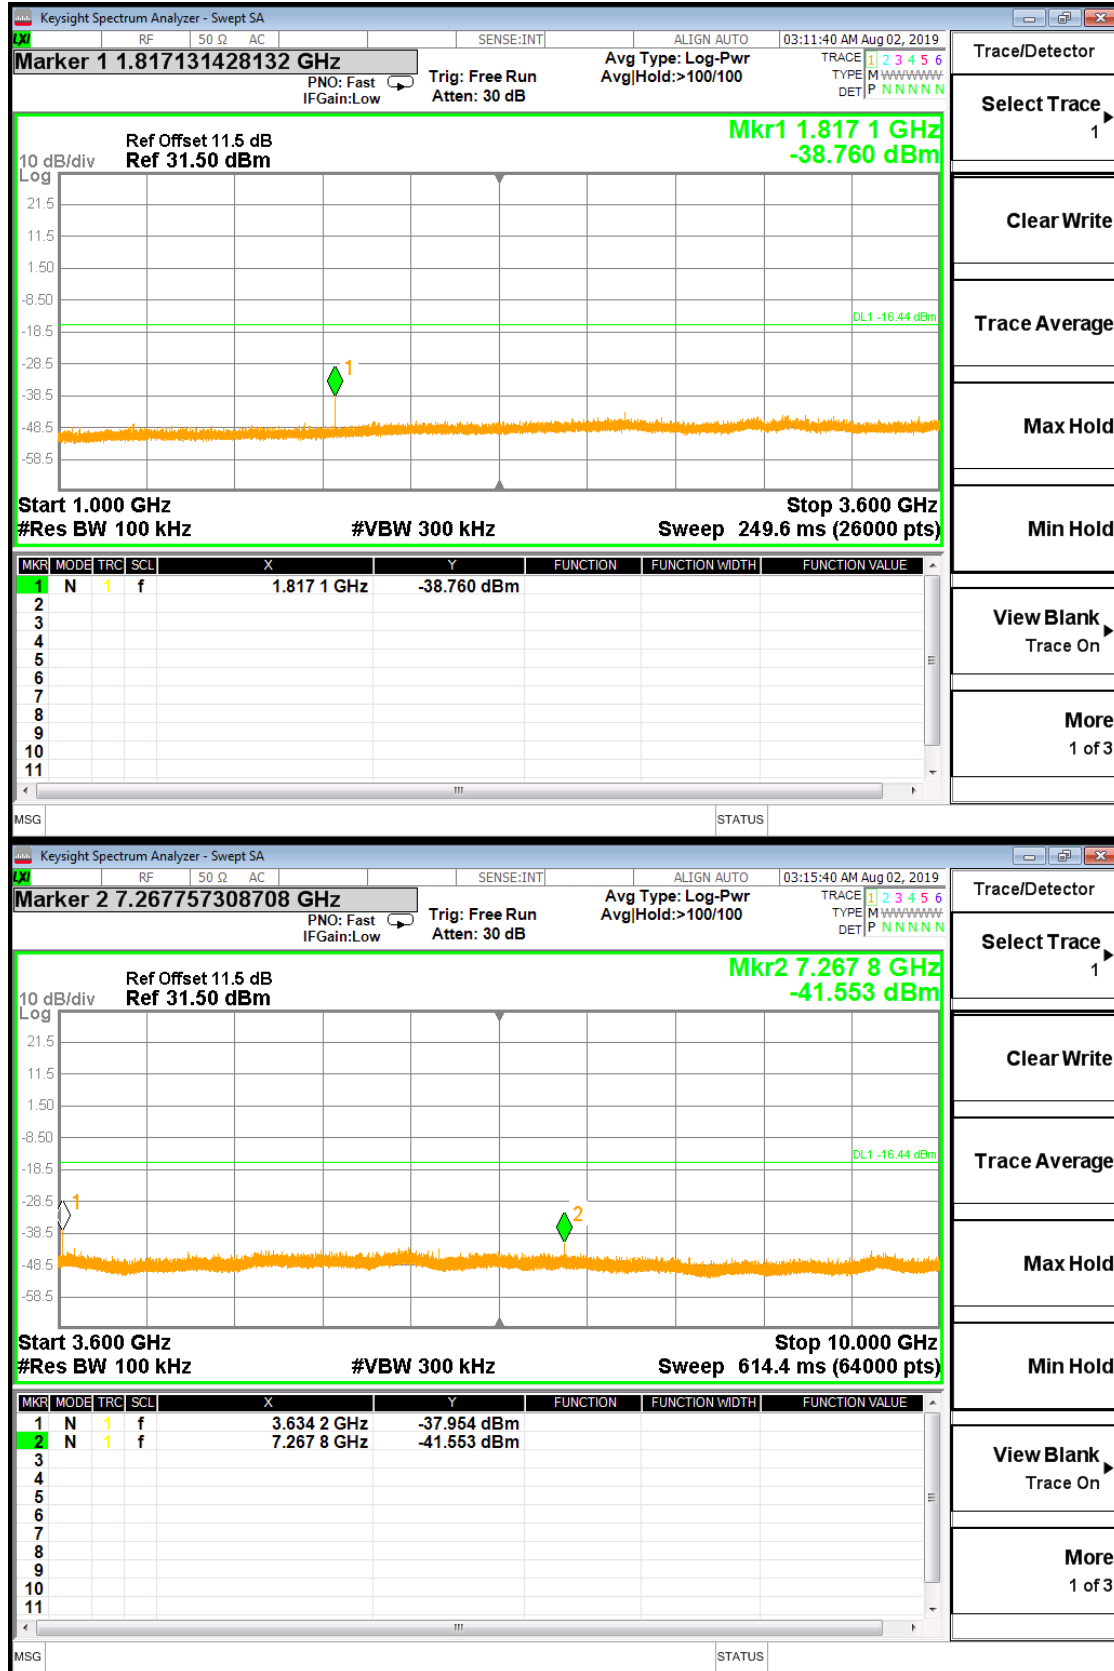 Keysight Spectrum Analyzer - Swept SA
LXI RF 50 Ω AC SENSE:INT ALIGN AUTO 03:11:40 AM Aug 02, 2019
Marker 1 1.817131428132 GHz
PNO: Fast
IFGain:Low
Trig: Free Run
Atten: 30 dB
Avg Type: Log-Pwr
Avg|Hold:>100/100
TRACE 1 2 3 4 5 6
TYPE M WWWWW
DET P N N N N N
Ref Offset 11.5 dB
10 dB/div Ref 31.50 dBm
Mkr1 1.817 1 GHz
-38.760 dBm
Log
21.5
11.5
1.50
-8.50
DL1 -16.44 dBm
-18.5
-28.5
1
-38.5
-48.5
-58.5
Start 1.000 GHz Stop 3.600 GHz
#Res BW 100 kHz #VBW 300 kHz Sweep 249.6 ms (26000 pts)
MKR MODE TRC SCL X Y FUNCTION FUNCTION WIDTH FUNCTION VALUE
1 N 1 f 1.817 1 GHz -38.760 dBm
2
3
4
5
6
7
8
9
10
11
MSG STATUS
Trace/Detector
Select Trace
1
Clear Write
Trace Average
Max Hold
Min Hold
View Blank
Trace On
More
1 of 3
Keysight Spectrum Analyzer - Swept SA
LXI RF 50 Ω AC SENSE:INT ALIGN AUTO 03:15:40 AM Aug 02, 2019
Marker 2 7.267757308708 GHz
PNO: Fast
IFGain:Low
Trig: Free Run
Atten: 30 dB
Avg Type: Log-Pwr
Avg|Hold:>100/100
TRACE 1 2 3 4 5 6
TYPE M WWWWW
DET P N N N N N
Ref Offset 11.5 dB
10 dB/div Ref 31.50 dBm
Mkr2 7.267 8 GHz
-41.553 dBm
Log
21.5
11.5
1.50
-8.50
DL1 -16.44 dBm
-18.5
-28.5
1
2
-38.5
-48.5
-58.5
Start 3.600 GHz Stop 10.000 GHz
#Res BW 100 kHz #VBW 300 kHz Sweep 614.4 ms (64000 pts)
MKR MODE TRC SCL X Y FUNCTION FUNCTION WIDTH FUNCTION VALUE
1 N 1 f 3.634 2 GHz -37.954 dBm
2 N 1 f 7.267 8 GHz -41.553 dBm
3
4
5
6
7
8
9
10
11
MSG STATUS
Trace/Detector
Select Trace
1
Clear Write
Trace Average
Max Hold
Min Hold
View Blank
Trace On
More
1 of 3